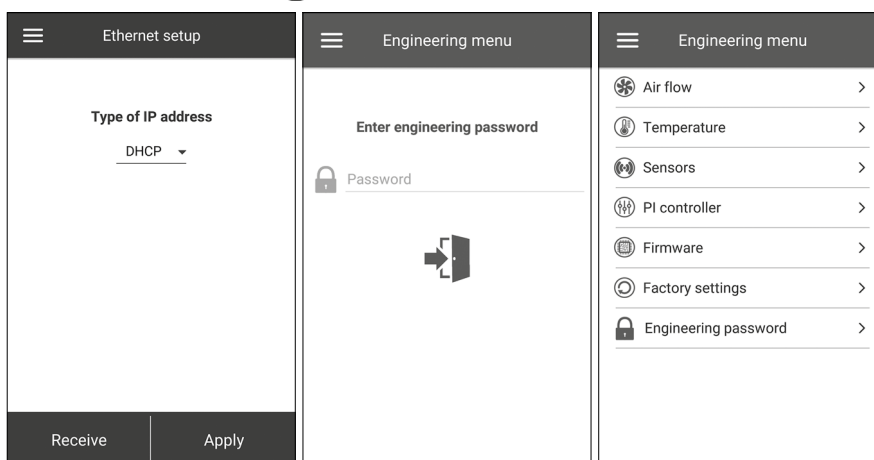 Ethernet setup
Type of IP address
DHCP
Receive
Apply
Engineering menu
Enter engineering password
Password
Engineering menu
Air flow
Temperature
Sensors
PI controller
Firmware
Factory settings
Engineering password